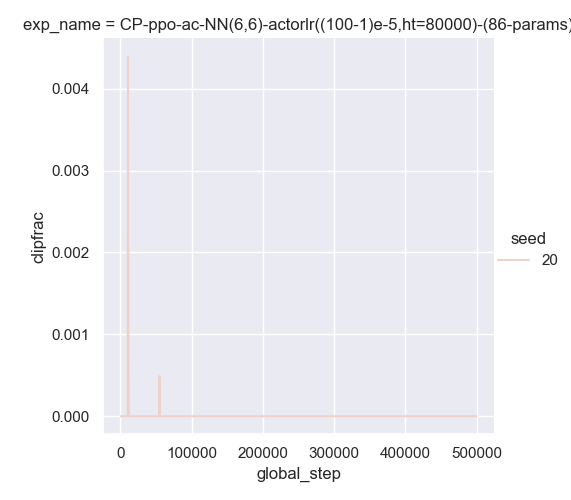 exp_name = CP-ppo-ac-NN(6,6)-actorlr((100-1)e-5,ht=80000)-(86-params)
0.004
0.003
0.002
0.001
0.000
clipfrac
0 100000 200000 300000 400000 500000
global_step
seed
20